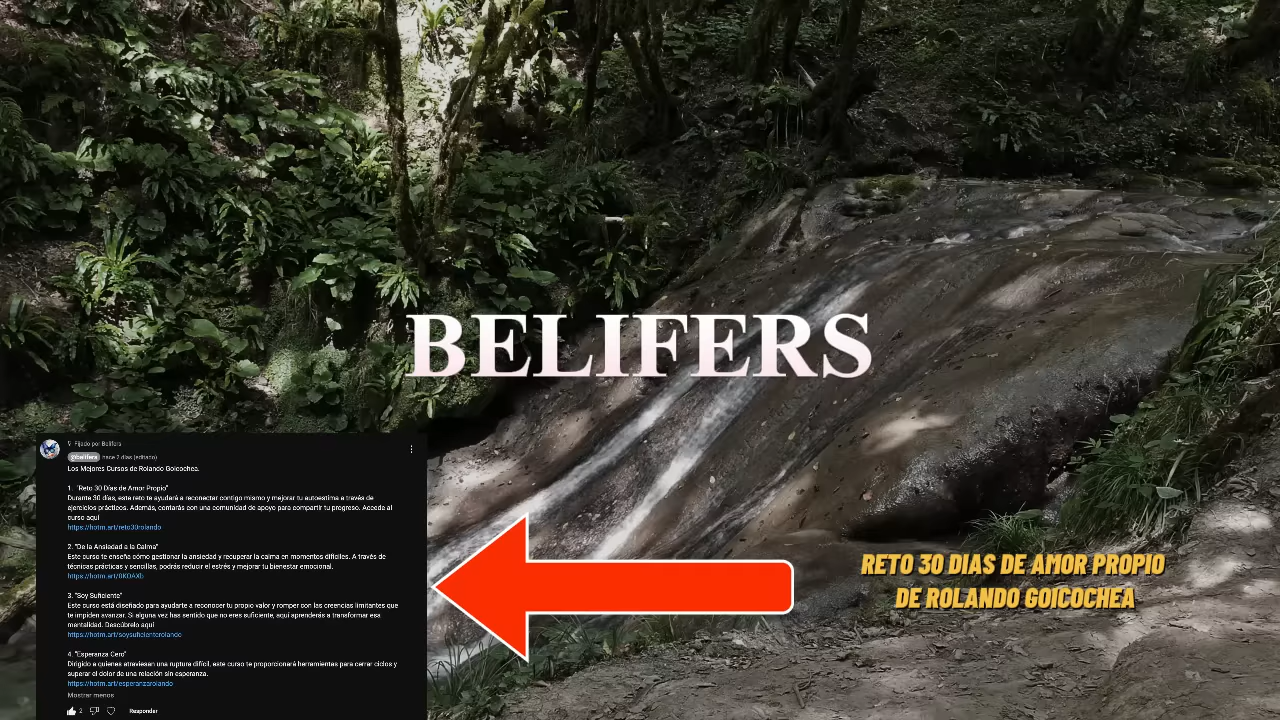 BELIFERS
Fijado por Belifers
@belifers hace 2 días (editado)
Los Mejores Cursos de Rolando Goicochea.
1. "Reto 30 Días de Amor Propio"
Durante 30 días, este reto te ayudará a reconectar contigo mismo y mejorar tu autoestima a través de
ejercicios prácticos. Además, contarás con una comunidad de apoyo para compartir tu progreso. Accede al
curso aquí
https://hotm.art/reto30rolando
2. "De la Ansiedad a la Calma"
Este curso te enseña cómo gestionar la ansiedad y recuperar la calma en momentos difíciles. A través de
técnicas prácticas y sencillas, podrás reducir el estrés y mejorar tu bienestar emocional.
https://hotm.art/0KOAXb
3. "Soy Suficiente"
Este curso está diseñado para ayudarte a reconocer tu propio valor y romper con las creencias limitantes que
te impiden avanzar. Si alguna vez has sentido que no eres suficiente, aquí aprenderás a transformar esa
mentalidad. Descúbrelo aquí
https://hotm.art/soysuficienterolando
4. "Esperanza Cero"
Dirigido a quienes atraviesan una ruptura difícil, este curso te proporcionará herramientas para cerrar ciclos y
superar el dolor de una relación sin esperanza.
https://hotm.art/esperanzarolando
Mostrar menos
2 Responder
RETO 30 DIAS DE AMOR PROPIO
DE ROLANDO GOICOCHEA